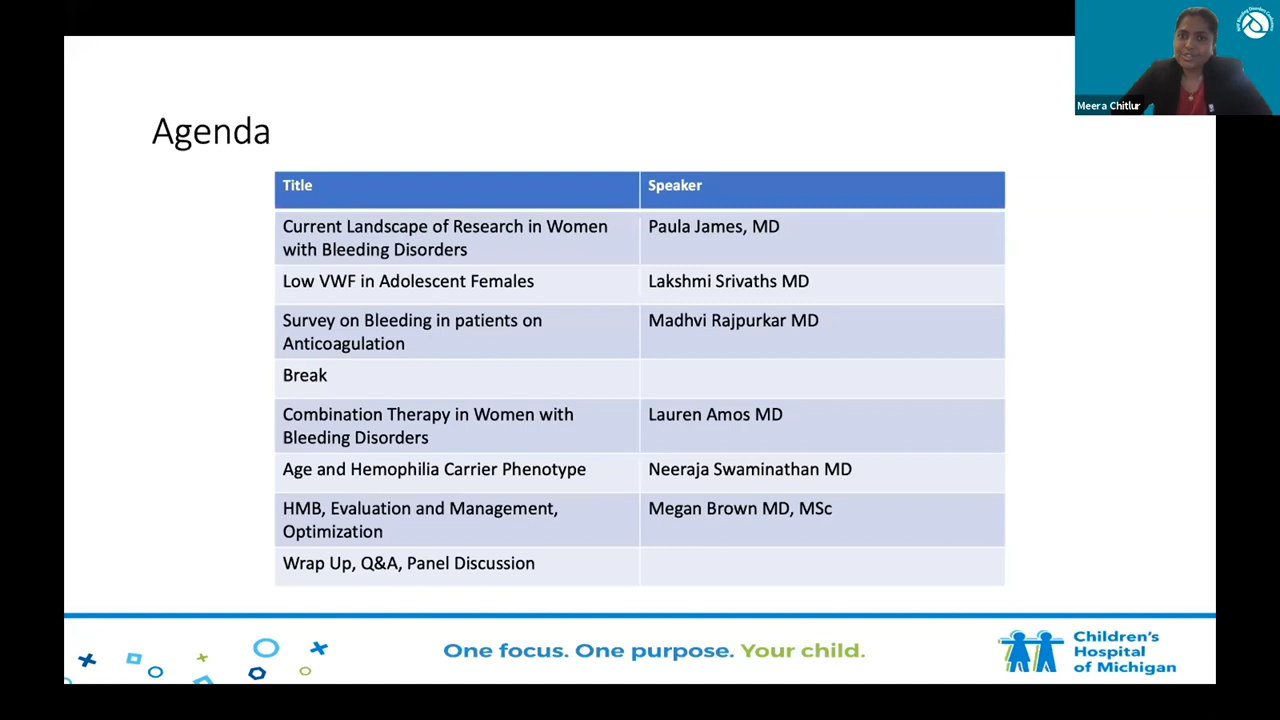 Meera Chitlur
Agenda
Title
Speaker
Current Landscape of Research in Women
with Bleeding Disorders
Paula James, MD
Low VWF in Adolescent Females
Lakshmi Srivaths MD
Survey on Bleeding in patients on
Anticoagulation
Madhvi Rajpurkar MD
Break
Combination Therapy in Women with
Bleeding Disorders
Lauren Amos MD
Age and Hemophilia Carrier Phenotype
Neeraja Swaminathan MD
HMB, Evaluation and Management,
Optimization
Megan Brown MD, MSc
Wrap Up, Q&A, Panel Discussion
One focus. One purpose. Your child.
Children's
Hospital
of Michigan